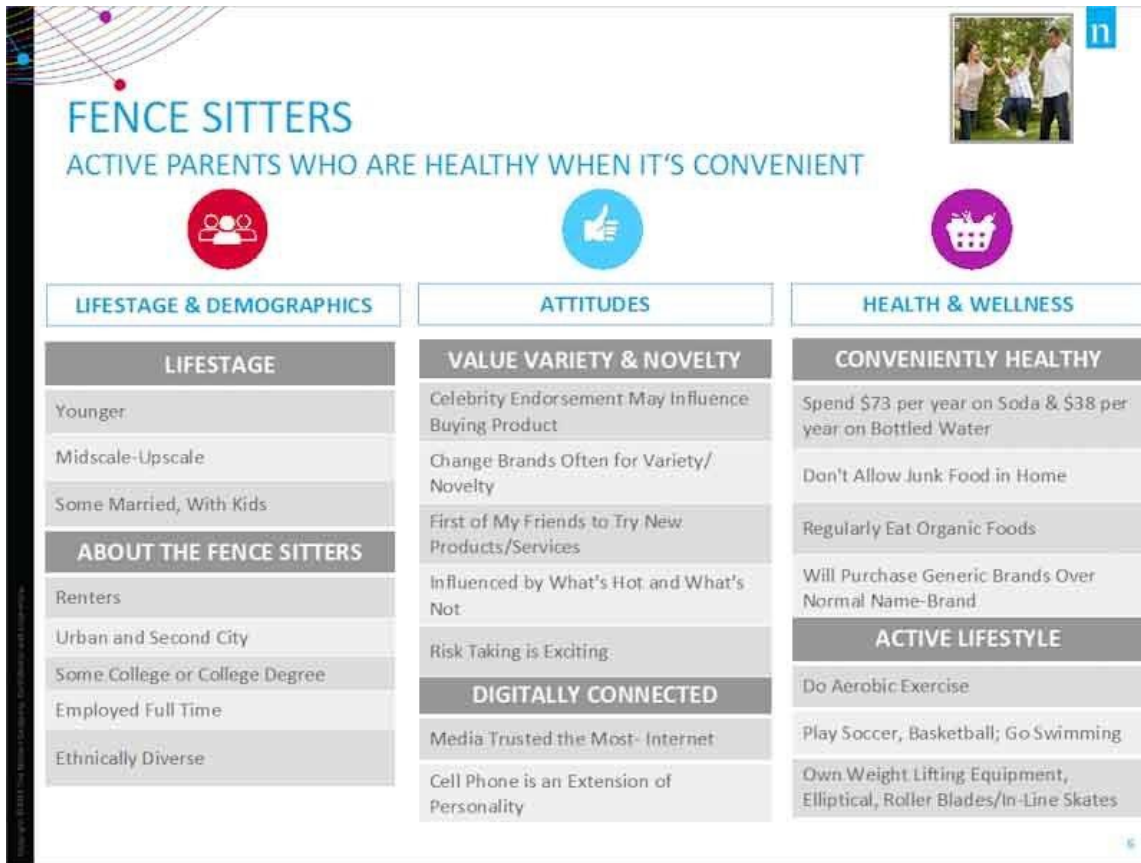 n
FENCE SITTERS
ACTIVE PARENTS WHO ARE HEALTHY WHEN IT'S CONVENIENT
LIFESTAGE & DEMOGRAPHICS
LIFESTAGE
Younger
Midscale-Upscale
Some Married, With Kids
ABOUT THE FENCE SITTERS
Renters
Urban and Second City
Some College or College Degree
Employed Full Time
Ethnically Diverse
ATTITUDES
VALUE VARIETY & NOVELTY
Celebrity Endorsement May Influence
Buying Product
Change Brands Often for Variety/
Novelty
First of My Friends to Try New
Products/Services
Influenced by What's Hot and What's
Not
Risk Taking is Exciting
DIGITALLY CONNECTED
Media Trusted the Most- Internet
Cell Phone is an Extension of
Personality
HEALTH & WELLNESS
CONVENIENTLY HEALTHY
Spend $73 per year on Soda & $38 per
year on Bottled Water
Don't Allow Junk Food in Home
Regularly Eat Organic Foods
Will Purchase Generic Brands Over
Normal Name-Brand
ACTIVE LIFESTYLE
Do Aerobic Exercise
Play Soccer, Basketball; Go Swimming
Own Weight Lifting Equipment,
Elliptical, Roller Blades/In-Line Skates